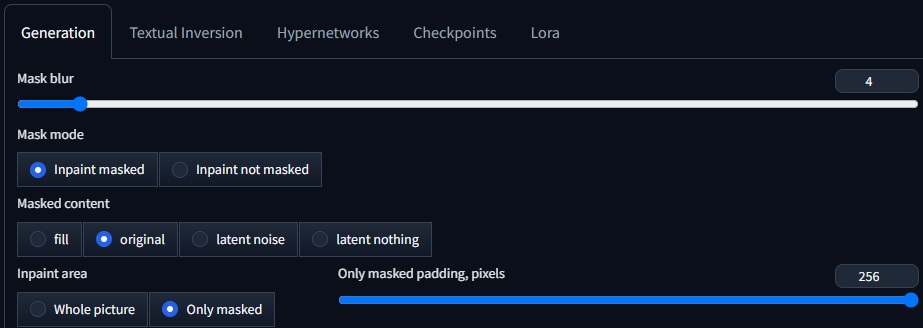 Generation Textual Inversion Hypernetworks Checkpoints Lora
Mask blur 4
Mask mode
Inpaint masked Inpaint not masked
Masked content
fill original latent noise latent nothing
Inpaint area Only masked padding, pixels 256
Whole picture Only masked